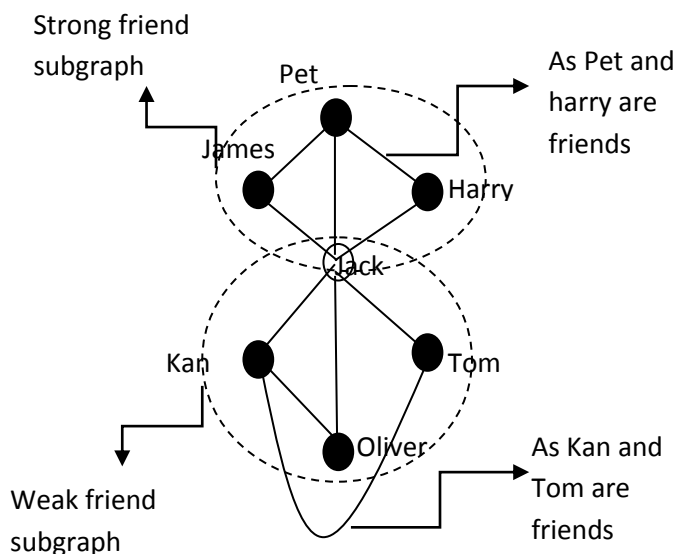 Strong friend
subgraph
Pet
As Pet and
harry are
friends
James
Harry
Jack
Kan
Tom
Oliver
Weak friend
subgraph
As Kan and
Tom are
friends